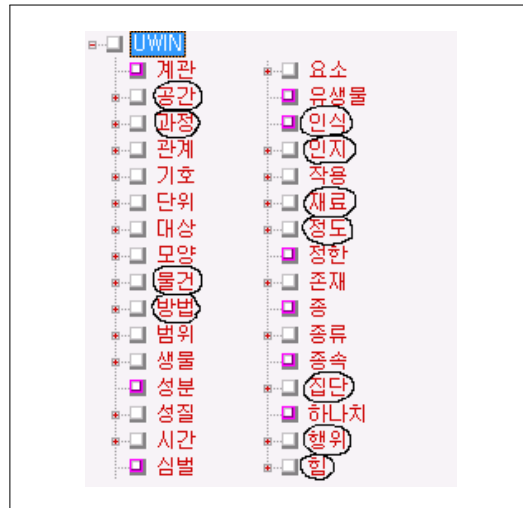 UWIN
계관
공간
과정
관계
기호
단위
대상
모양
물건
방법
범위
생물
성분
성질
시간
심벌
요소
유생물
인식
인지
작용
재료
정도
정한
존재
종
종류
종속
집단
하나치
행위
힘